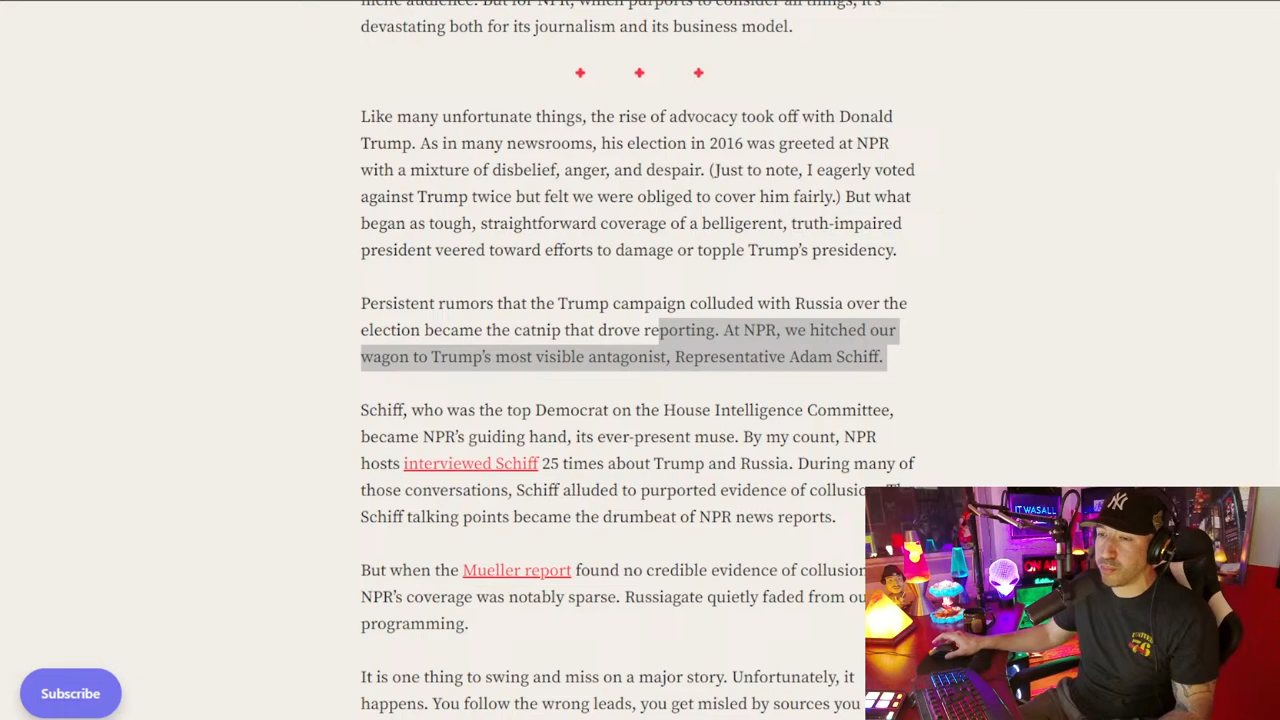 niche audience. But for NPR, which purports to consider all things, it's
devastating both for its journalism and its business model.
Like many unfortunate things, the rise of advocacy took off with Donald
Trump. As in many newsrooms, his election in 2016 was greeted at NPR
with a mixture of disbelief, anger, and despair. (Just to note, I eagerly voted
against Trump twice but felt we were obliged to cover him fairly.) But what
began as tough, straightforward coverage of a belligerent, truth-impaired
president veered toward efforts to damage or topple Trump’s presidency.
Persistent rumors that the Trump campaign colluded with Russia over the
election became the catnip that drove reporting. At NPR, we hitched our
wagon to Trump’s most visible antagonist, Representative Adam Schiff.
Schiff, who was the top Democrat on the House Intelligence Committee,
became NPR’s guiding hand, its ever-present muse. By my count, NPR
hosts interviewed Schiff 25 times about Trump and Russia. During many of
those conversations, Schiff alluded to purported evidence of collusion. The
Schiff talking points became the drumbeat of NPR news reports.
But when the Mueller report found no credible evidence of collusion
NPR’s coverage was notably sparse. Russiagate quietly faded from our
programming.
It is one thing to swing and miss on a major story. Unfortunately, it
happens. You follow the wrong leads, you get misled by sources you
Subscribe
IT WAS ALL
ON A
NY
76